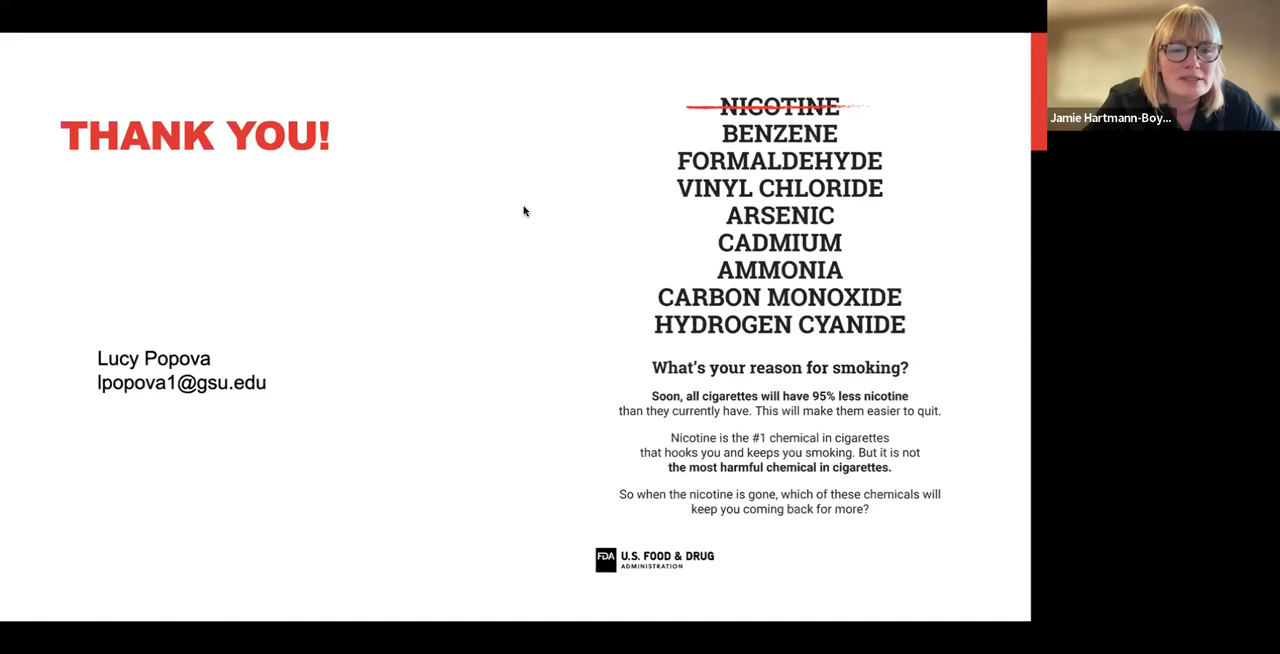 THANK YOU!
Lucy Popova
lpopova1@gsu.edu
NICOTINE
BENZENE
FORMALDEHYDE
VINYL CHLORIDE
ARSENIC
CADMIUM
AMMONIA
CARBON MONOXIDE
HYDROGEN CYANIDE
What's your reason for smoking?
Soon, all cigarettes will have 95% less nicotine
than they currently have. This will make them easier to quit.
Nicotine is the #1 chemical in cigarettes
that hooks you and keeps you smoking. But it is not
the most harmful chemical in cigarettes.
So when the nicotine is gone, which of these chemicals will
keep you coming back for more?
FDA U.S. FOOD & DRUG
ADMINISTRATION
Jamie Hartmann-Boy...